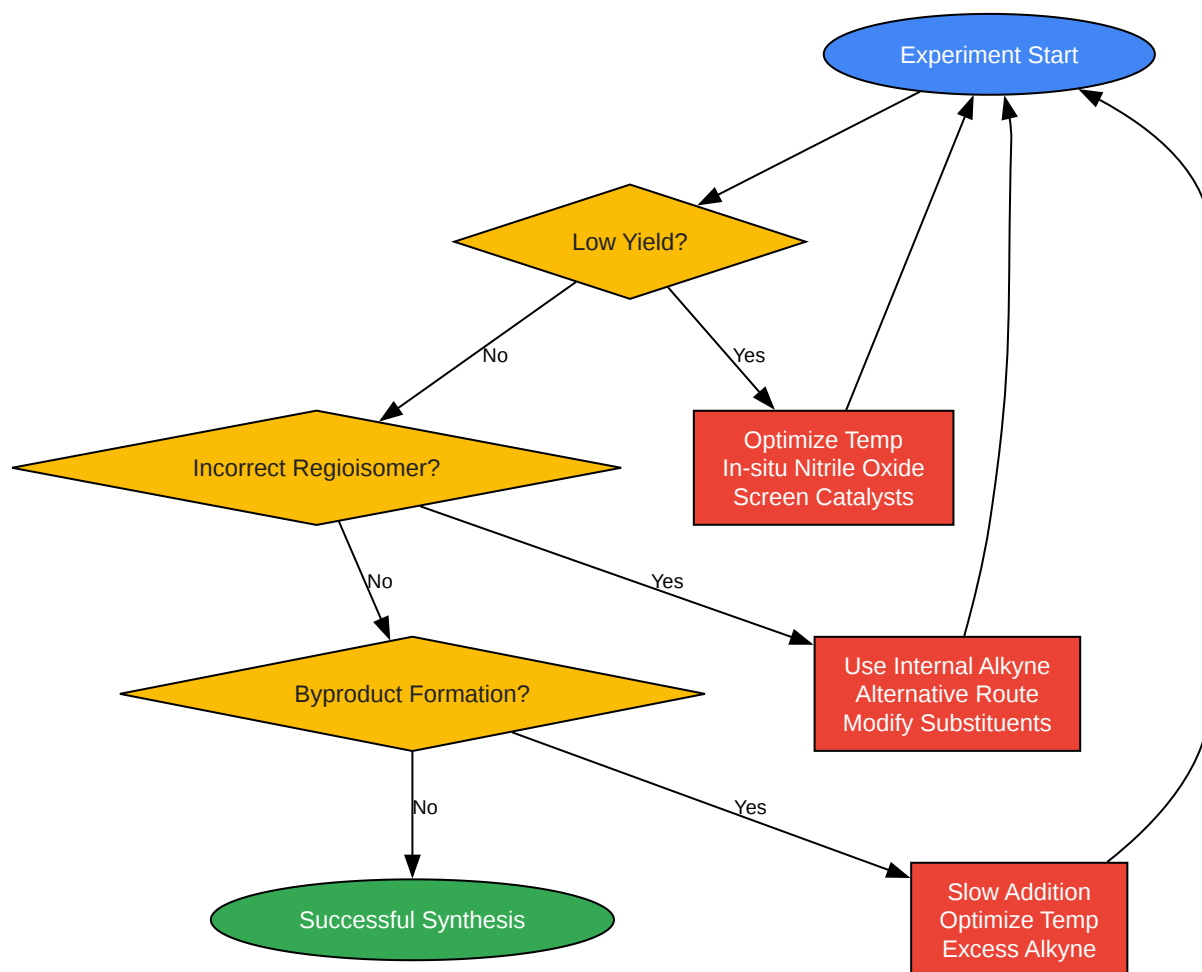 Experiment Start
Low Yield?
No
Yes
Optimize Temp
In-situ Nitrile Oxide
Screen Catalysts
Incorrect Regioisomer?
No
Yes
Use Internal Alkyne
Alternative Route
Modify Substituents
Byproduct Formation?
No
Yes
Successful Synthesis
Slow Addition
Optimize Temp
Excess Alkyne